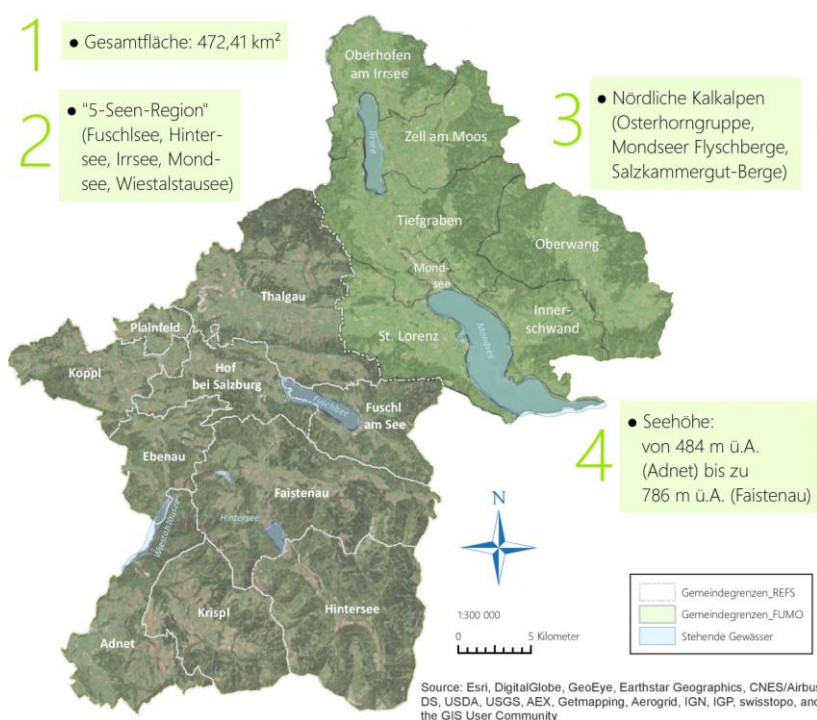 1
● Gesamtfläche: 472,41 km²
2
● "5-Seen-Region"
(Fuschlsee, Hinter-
see, Irrsee, Mond-
see, Wiestalstausee)
3
● Nördliche Kalkalpen
(Osterhorngruppe,
Mondseer Flyschberge,
Salzkammergut-Berge)
Oberhofen
am Irrsee
Irrsee
Zell am Moos
Tiefgraben
Oberwang
Mond-
see
Inner-
schwand
St. Lorenz
Mondsee
Thalgau
Plainfeld
Koppl
Hof
bei Salzburg
Fuschlsee
Fuschl
am See
Ebenau
Faistenau
Wiestalstausee
Hintersee
Krispl
Hintersee
Adnet
4
● Seehöhe:
von 484 m ü.A.
(Adnet) bis zu
786 m ü.A. (Faistenau)
N
1:300 000
0 5 Kilometer
Gemeindegrenzen_REFS
Gemeindegrenzen_FUMO
Stehende Gewässer
Source: Esri, DigitalGlobe, GeoEye, Earthstar Geographics, CNES/Airbus
DS, USDA, USGS, AEX, Getmapping, Aerogrid, IGN, IGP, swisstopo, and
the GIS User Community